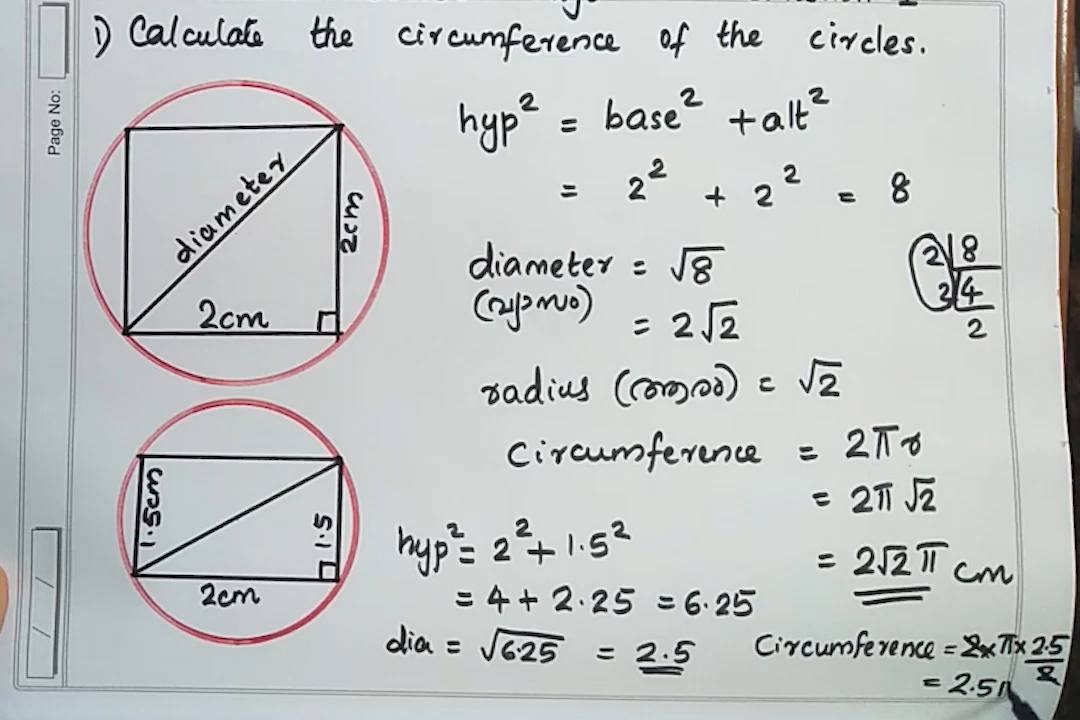 i) Calculate the circumference of the circles.
Page No:
diameter
2cm
2cm
hyp² = base² + alt²
= 2² + 2² = 8
diameter = √8
(വ്യാസം)
= 2√2
2 8
2 4
2
radius (ആരം) = √2
Circumference = 2πr
= 2π √2
= 2√2 π cm
1.5cm
1.5
2cm
hyp² = 2² + 1.5²
= 4 + 2.25 = 6.25
dia = √6.25 = 2.5
Circumference = 2 × π × 2.5/2
= 2.5π